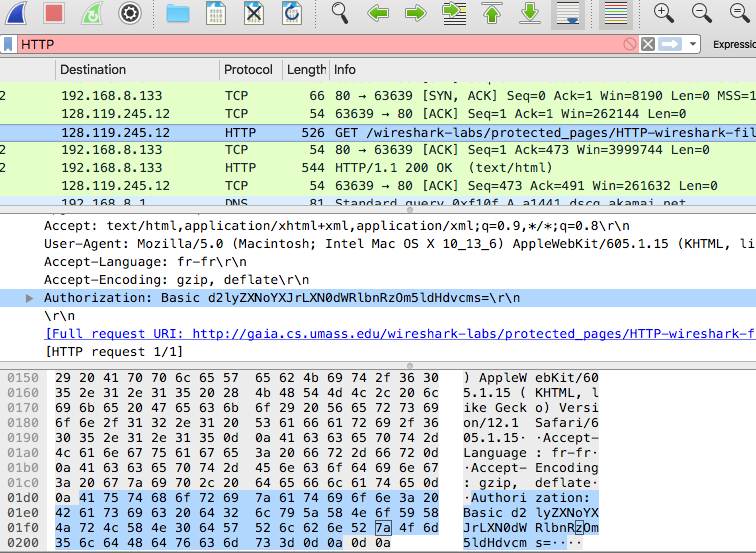 HTTP
Expressio
Destination Protocol Length Info
2 192.168.8.133 TCP 66 80 → 63639 [SYN, ACK] Seq=0 Ack=1 Win=8190 Len=0 MSS=1
128.119.245.12 TCP 54 63639 → 80 [ACK] Seq=1 Ack=1 Win=262144 Len=0
128.119.245.12 HTTP 526 GET /wireshark-labs/protected_pages/HTTP-wireshark-fil
2 192.168.8.133 TCP 54 80 → 63639 [ACK] Seq=1 Ack=473 Win=3999744 Len=0
2 192.168.8.133 HTTP 544 HTTP/1.1 200 OK (text/html)
128.119.245.12 TCP 54 63639 → 80 [ACK] Seq=473 Ack=491 Win=261632 Len=0
192.168.8.1 DNS 81 Standard query 0xf10f A a1441.dscg.akamai.net
Accept: text/html,application/xhtml+xml,application/xml;q=0.9,*/*;q=0.8\r\n
User-Agent: Mozilla/5.0 (Macintosh; Intel Mac OS X 10_13_6) AppleWebKit/605.1.15 (KHTML, li
Accept-Language: fr-fr\r\n
Accept-Encoding: gzip, deflate\r\n
Authorization: Basic d2lyZXNoYXJrLXN0dWRlbnRzOm5ldHdvcms=\r\n
\r\n
[Full request URI: http://gaia.cs.umass.edu/wireshark-labs/protected_pages/HTTP-wireshark-f
[HTTP request 1/1]
0150 29 20 41 70 70 6c 65 57 65 62 4b 69 74 2f 36 30 ) AppleW ebKit/60
0160 35 2e 31 2e 31 35 20 28 4b 48 54 4d 4c 2c 20 6c 5.1.15 ( KHTML, l
0170 69 6b 65 20 47 65 63 6b 6f 29 20 56 65 72 73 69 ike Geck o) Versi
0180 6f 6e 2f 31 32 2e 31 20 53 61 66 61 72 69 2f 36 on/12.1 Safari/6
0190 30 35 2e 31 2e 31 35 0d 0a 41 63 63 65 70 74 2d 05.1.15· ·Accept-
01a0 4c 61 6e 67 75 61 67 65 3a 20 66 72 2d 66 72 0d Language : fr-fr·
01b0 0a 41 63 63 65 70 74 2d 45 6e 63 6f 64 69 6e 67 ·Accept- Encoding
01c0 3a 20 67 7a 69 70 2c 20 64 65 66 6c 61 74 65 0d : gzip, deflate·
01d0 0a 41 75 74 68 6f 72 69 7a 61 74 69 6f 6e 3a 20 ·Authori zation:
01e0 42 61 73 69 63 20 64 32 6c 79 5a 58 4e 6f 59 58 Basic d2 lyZXNoYX
01f0 4a 72 4c 58 4e 30 64 57 52 6c 62 6e 52 7a 4f 6d JrLXN0dW RlbnRzOm
0200 35 6c 64 48 64 76 63 6d 73 3d 0d 0a 0d 0a 5ldHdvcm s=····